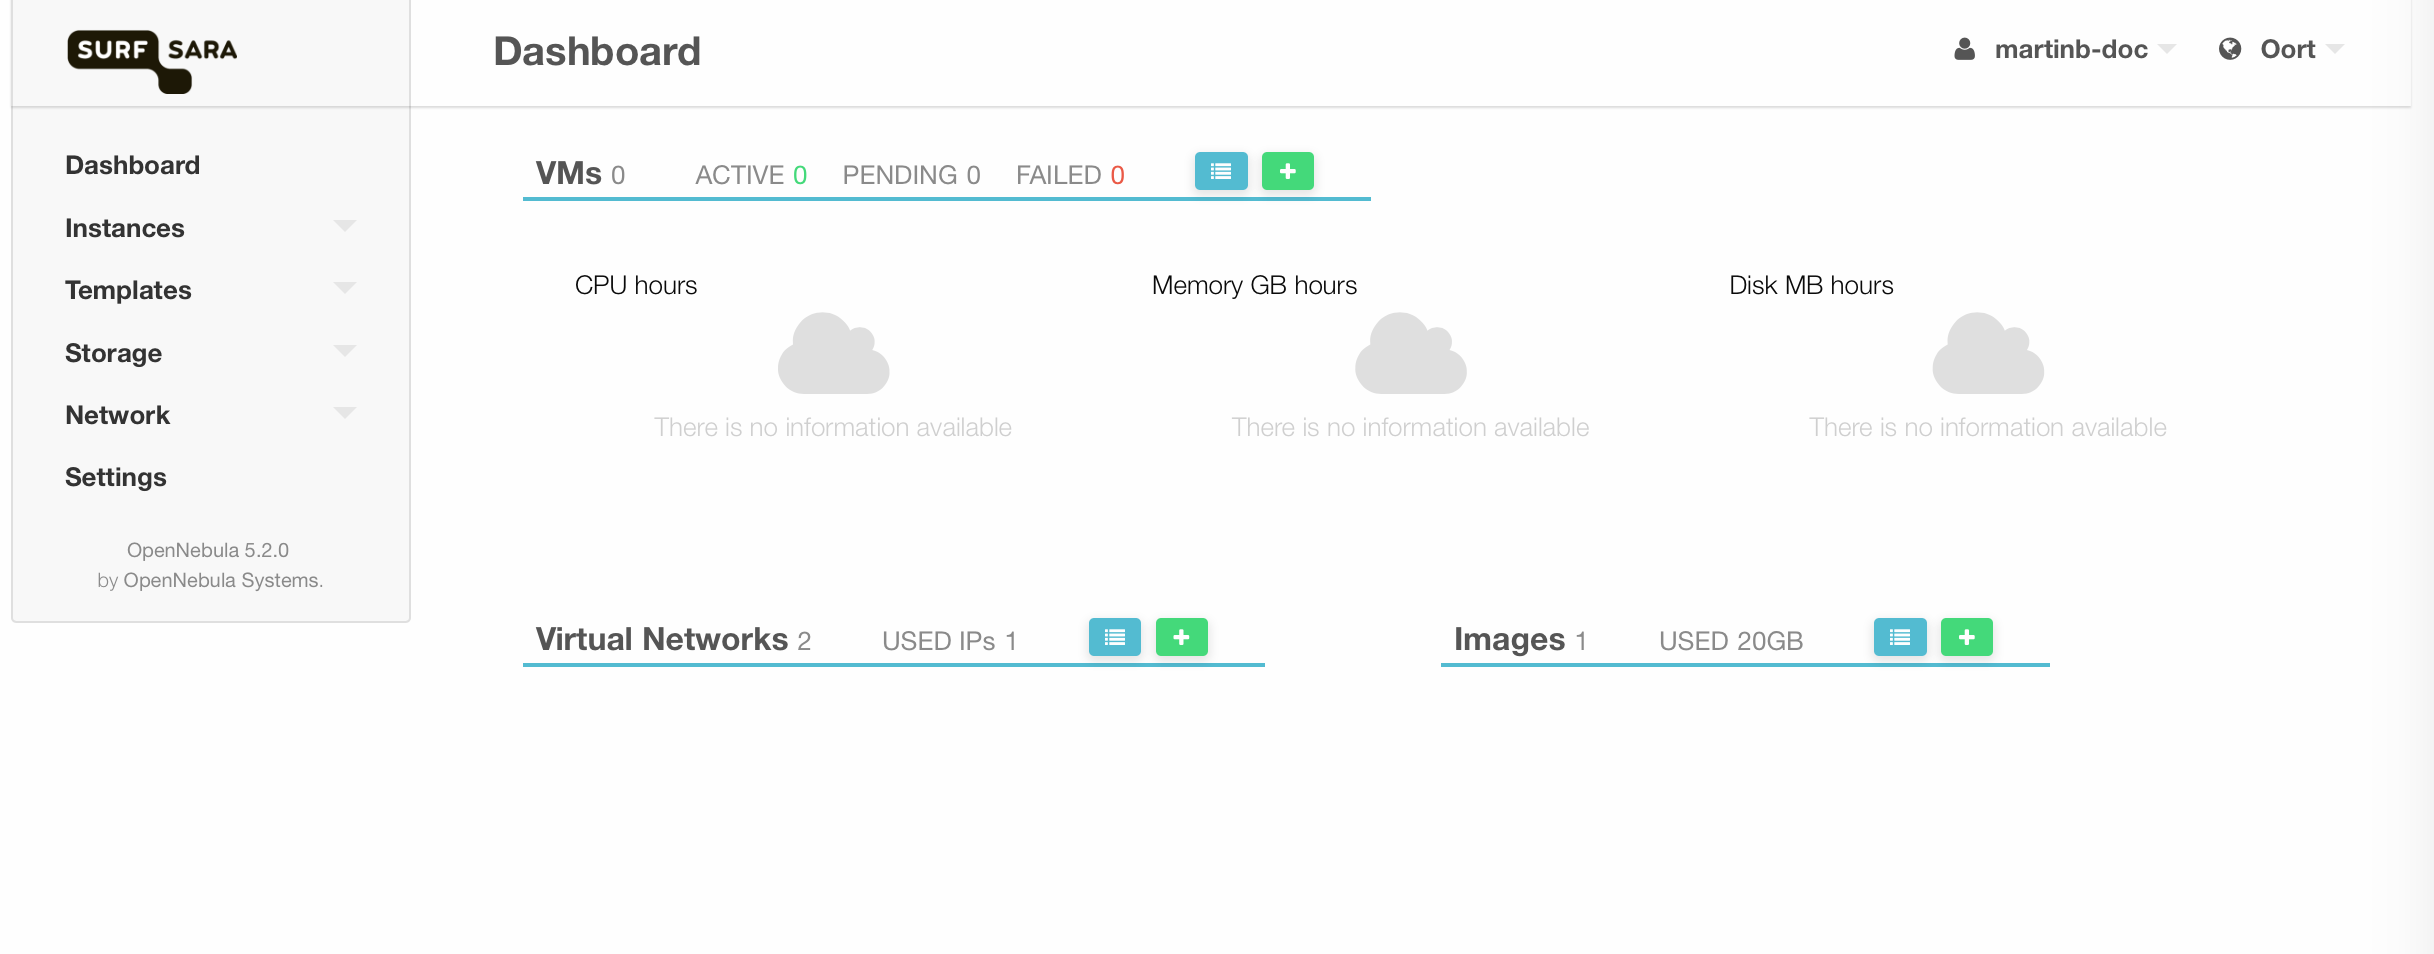 SURF SARA
Dashboard
martinb-doc
Oort
Dashboard
Instances
Templates
Storage
Network
Settings
OpenNebula 5.2.0
by OpenNebula Systems.
VMs 0 ACTIVE 0 PENDING 0 FAILED 0
CPU hours
There is no information available
Memory GB hours
There is no information available
Disk MB hours
There is no information available
Virtual Networks 2 USED IPs 1
Images 1 USED 20GB